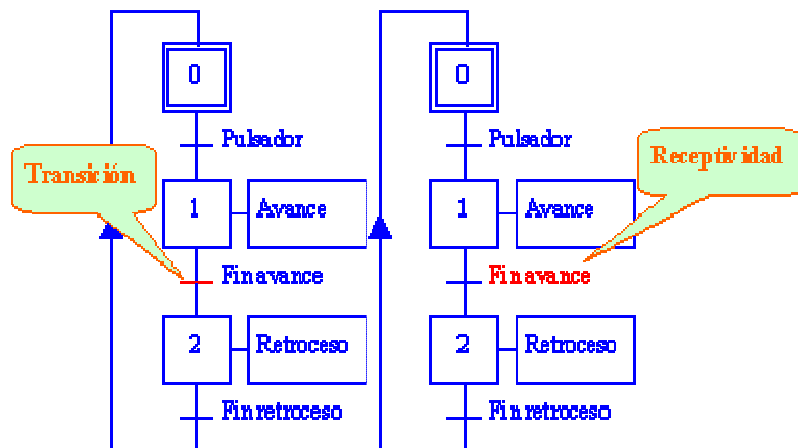 0
Pulsador
Transición
1
Avance
Fin avance
2
Retroceso
Fin retroceso
0
Pulsador
Receptividad
1
Avance
Fin avance
2
Retroceso
Fin retroceso